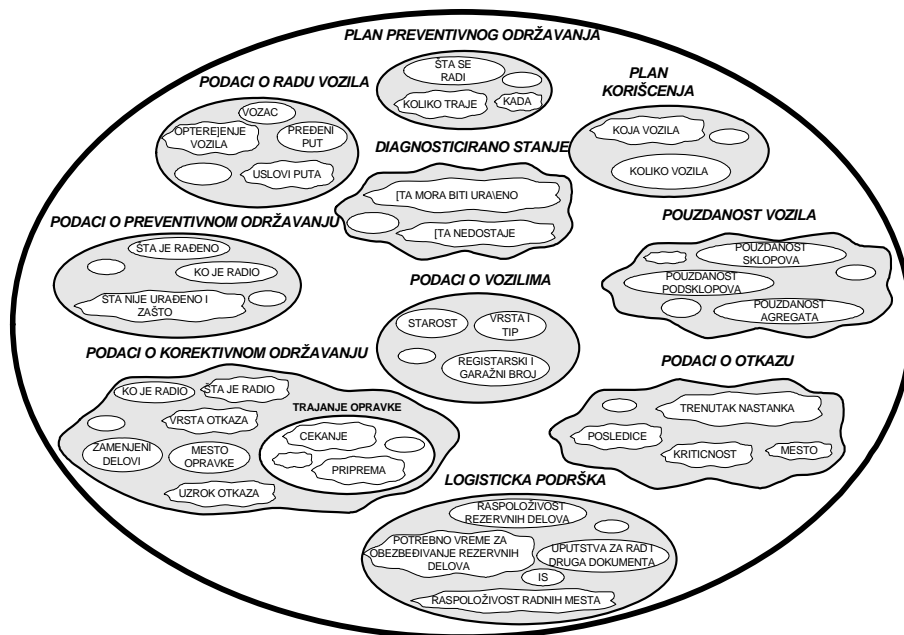 PLAN PREVENTIVNOG ODRŽAVANJA
ŠTA SE
RADI
KOLIKO TRAJE
KADA
PODACI O RADU VOZILA
VOZAC
OPTEREJENJE
VOZILA
PREĐENI
PUT
USLOVI PUTA
PLAN
KORIŠCENJA
KOJA VOZILA
KOLIKO VOZILA
DIAGNOSTICIRANO STANJE
[TA MORA BITI URA\ENO
[TA NEDOSTAJE
PODACI O PREVENTIVNOM ODRŽAVANJU
ŠTA JE RAĐENO
KO JE RADIO
ŠTA NIJE URAĐENO I
ZAŠTO
POUZDANOST VOZILA
POUZDANOST
SKLOPOVA
POUZDANOST
PODSKLOPOVA
POUZDANOST
AGREGATA
PODACI O VOZILIMA
STAROST
VRSTA I
TIP
REGISTARSKI I
GARAŽNI BROJ
PODACI O KOREKTIVNOM ODRŽAVANJU
KO JE RADIO
ŠTA JE RADIO
VRSTA OTKAZA
ZAMENJENI
DELOVI
MESTO
OPRAVKE
UZROK OTKAZA
TRAJANJE OPRAVKE
CEKANJE
PRIPREMA
PODACI O OTKAZU
TRENUTAK NASTANKA
POSLEDICE
KRITICNOST
MESTO
LOGISTICKA PODRŠKA
RASPOLOŽIVOST
REZERVNIH DELOVA
POTREBNO VREME ZA
OBEZBEĐIVANJE REZERVNIH
DELOVA
UPUTSTVA ZA RAD I
DRUGA DOKUMENTA
IS
RASPOLOŽIVOST RADNIH MESTA